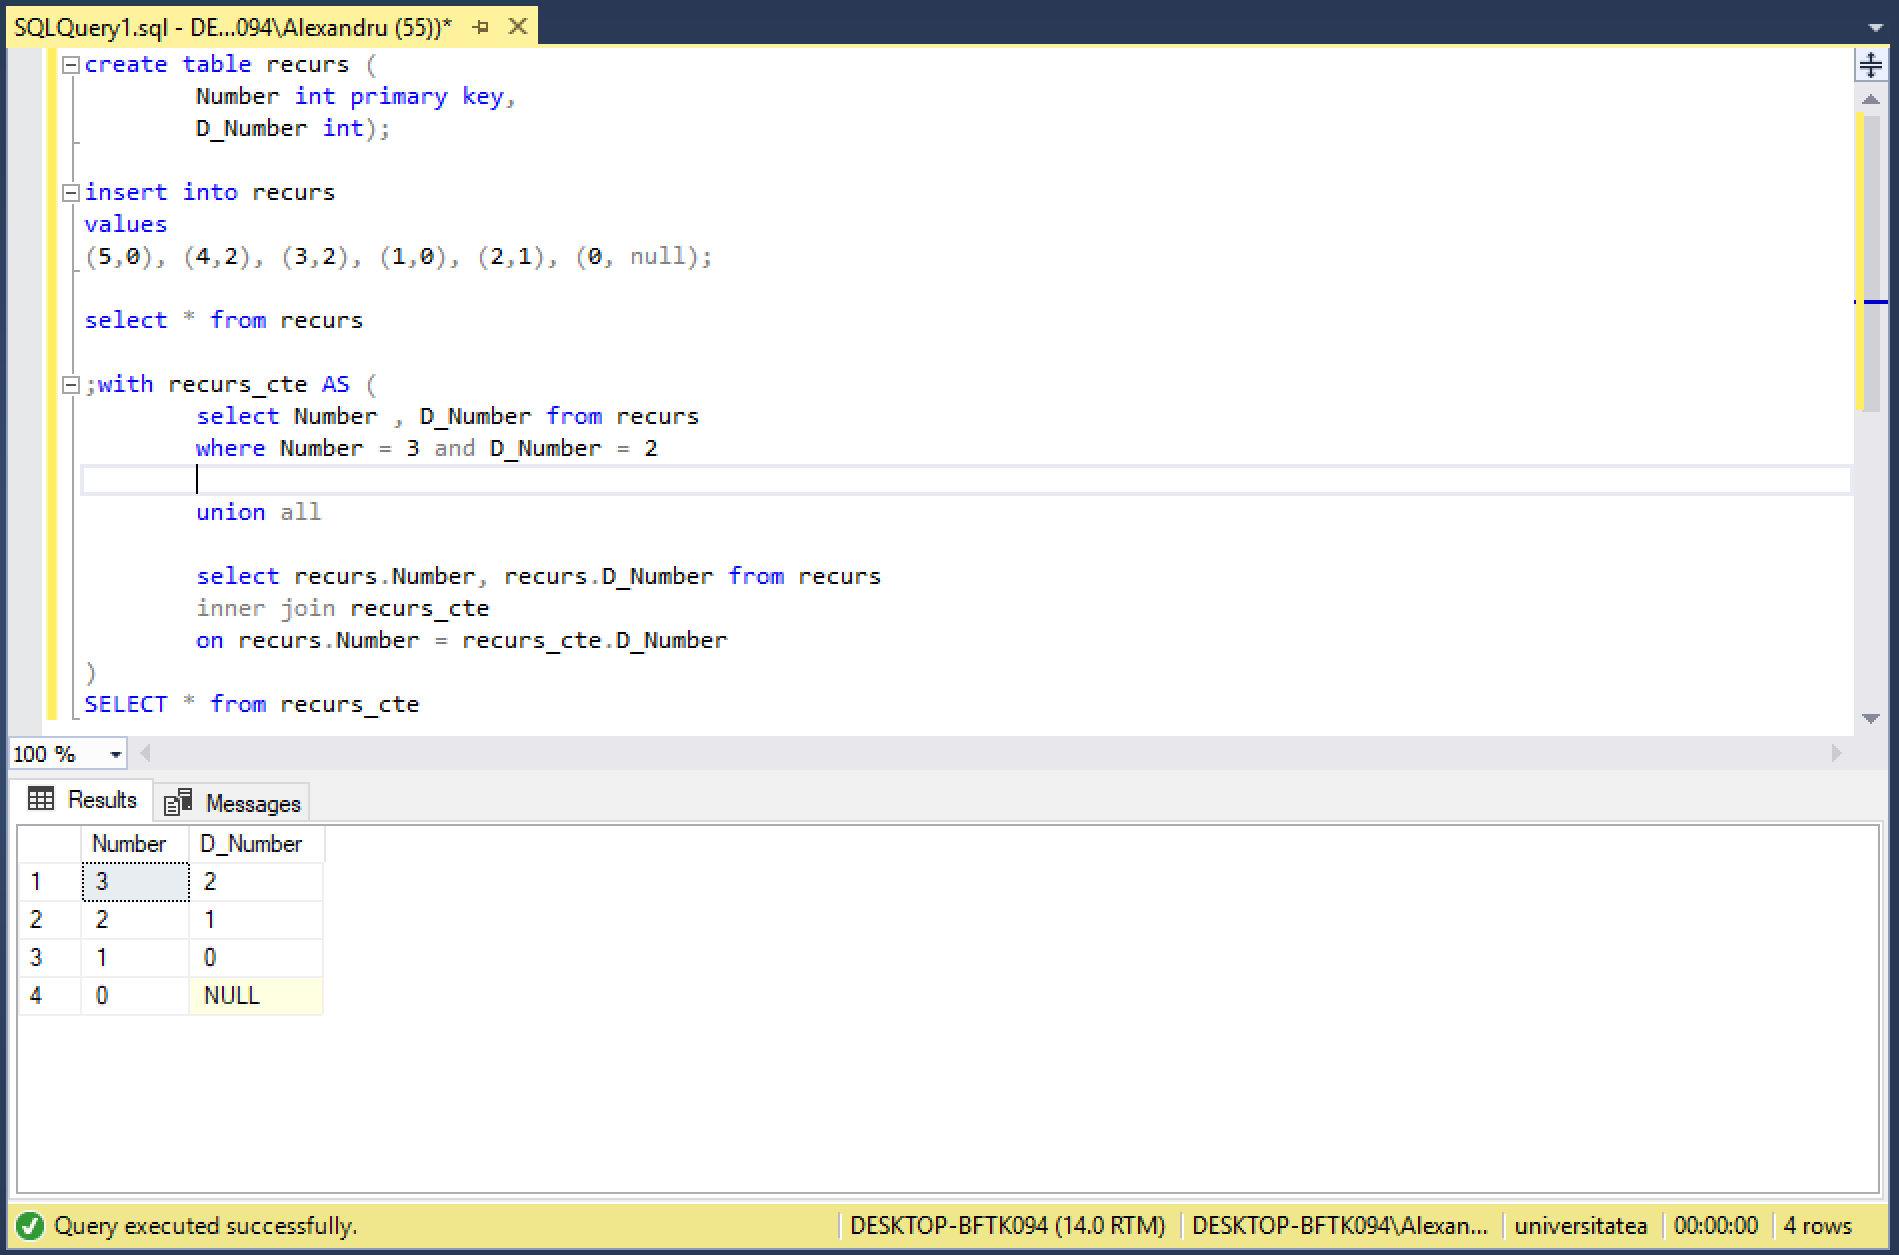 SQLQuery1.sql - DE...094\Alexandru (55))*
create table recurs (
Number int primary key,
D_Number int);
insert into recurs
values
(5,0), (4,2), (3,2), (1,0), (2,1), (0, null);
select * from recurs
;with recurs_cte AS (
select Number , D_Number from recurs
where Number = 3 and D_Number = 2
union all
select recurs.Number, recurs.D_Number from recurs
inner join recurs_cte
on recurs.Number = recurs_cte.D_Number
)
SELECT * from recurs_cte
100 %
Results Messages
Number D_Number
1 3 2
2 2 1
3 1 0
4 0 NULL
Query executed successfully. DESKTOP-BFTK094 (14.0 RTM) DESKTOP-BFTK094\Alexan... universitatea 00:00:00 4 rows